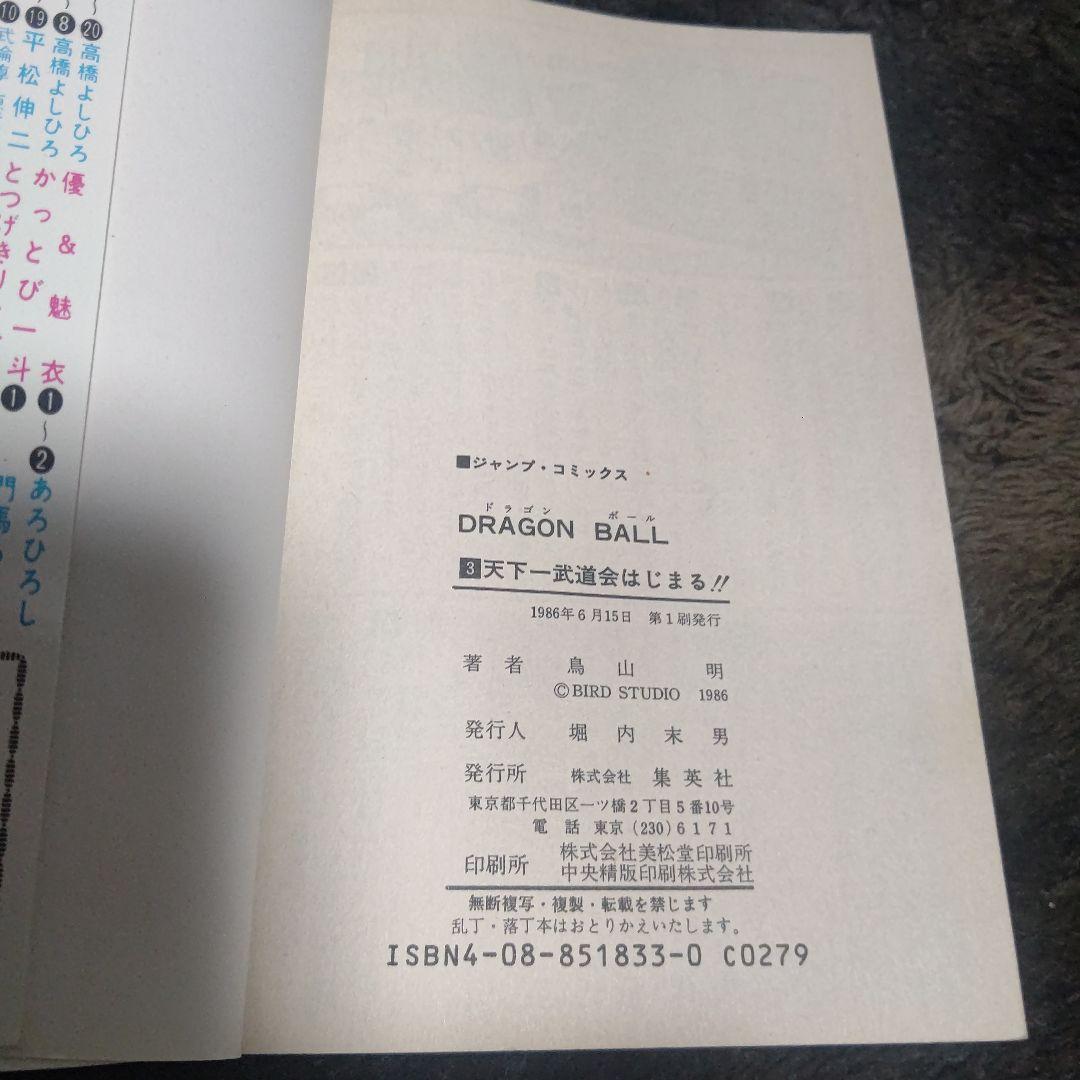 ■ジャンプ・コミックス
ドラゴン ボール
DRAGON BALL
3 天下一武道会はじまる!!
1986年6月15日 第1刷発行
著者 鳥山明
©BIRD STUDIO 1986
発行人 堀内末男
発行所 株式会社 集英社
東京都千代田区一ツ橋2丁目5番10号
電話 東京(230)6171
印刷所 株式会社美松堂印刷所
中央精版印刷株式会社
無断複写・複製・転載を禁じます
乱丁・落丁本はおとりかえいたします。
ISBN4-08-851833-0 C0279
~20 高橋よしひろ
優&魅衣 1~2 あろひろし
~8 高橋よしひろ
かっとび一斗 1
~19 平松伸二
10